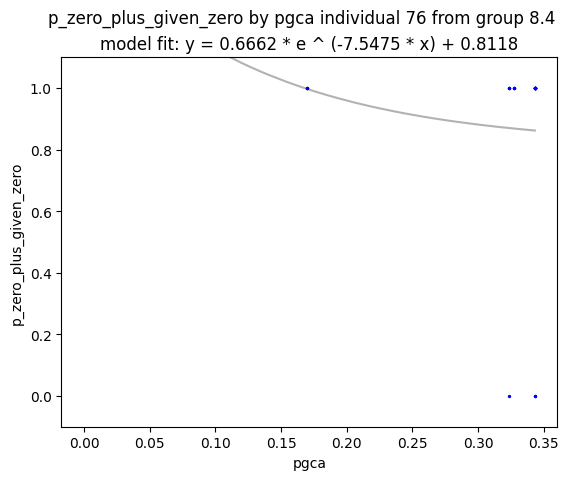 p_zero_plus_given_zero by pgca individual 76 from group 8.4
model fit: y = 0.6662 * e ^ (-7.5475 * x) + 0.8118
1.0
0.8
0.6
0.4
0.2
0.0
p_zero_plus_given_zero
0.00 0.05 0.10 0.15 0.20 0.25 0.30 0.35
pgca